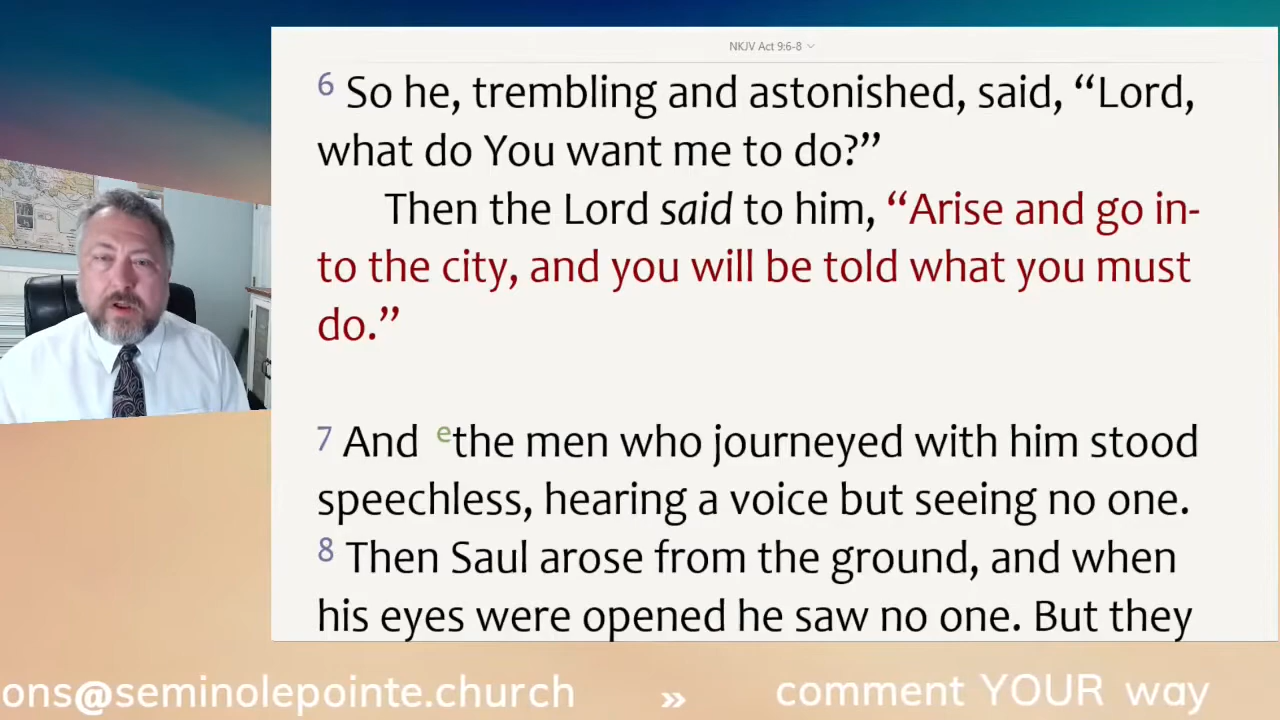 NKJV Act 9:6-8
6 So he, trembling and astonished, said, “Lord,
what do You want me to do?”
Then the Lord said to him, “Arise and go in-
to the city, and you will be told what you must
do.”
7 And ethe men who journeyed with him stood
speechless, hearing a voice but seeing no one.
8 Then Saul arose from the ground, and when
his eyes were opened he saw no one. But they
ons@seminolepointe.church » comment YOUR way